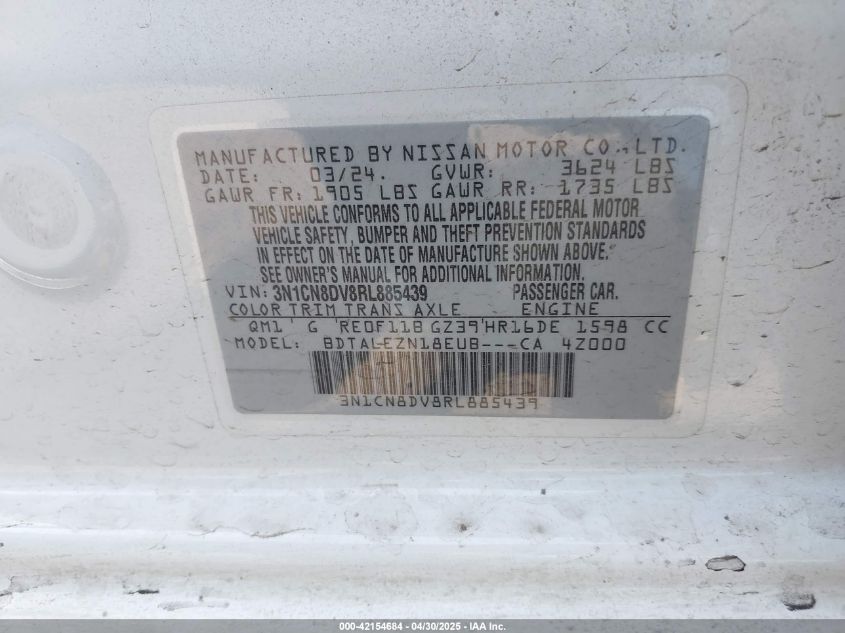 MANUFACTURED BY NISSAN MOTOR CO., LTD.
DATE: 03/24. GVWR: 3624 LBS
GAWR FR: 1905 LBS GAWR RR: 1735 LBS
THIS VEHICLE CONFORMS TO ALL APPLICABLE FEDERAL MOTOR
VEHICLE SAFETY, BUMPER AND THEFT PREVENTION STANDARDS
IN EFFECT ON THE DATE OF MANUFACTURE SHOWN ABOVE.
SEE OWNER'S MANUAL FOR ADDITIONAL INFORMATION.
VIN: 3N1CN8DV8RL885439 PASSENGER CAR.
COLOR TRIM TRANS AXLE ENGINE
QM1 G RE0F11B GZ39 HR16DE 1598 CC
MODEL: BDTALEZN18EUB---CA 4Z000
3N1CN8DV8RL885439
000-42154684 - 04/30/2025 - IAA Inc.